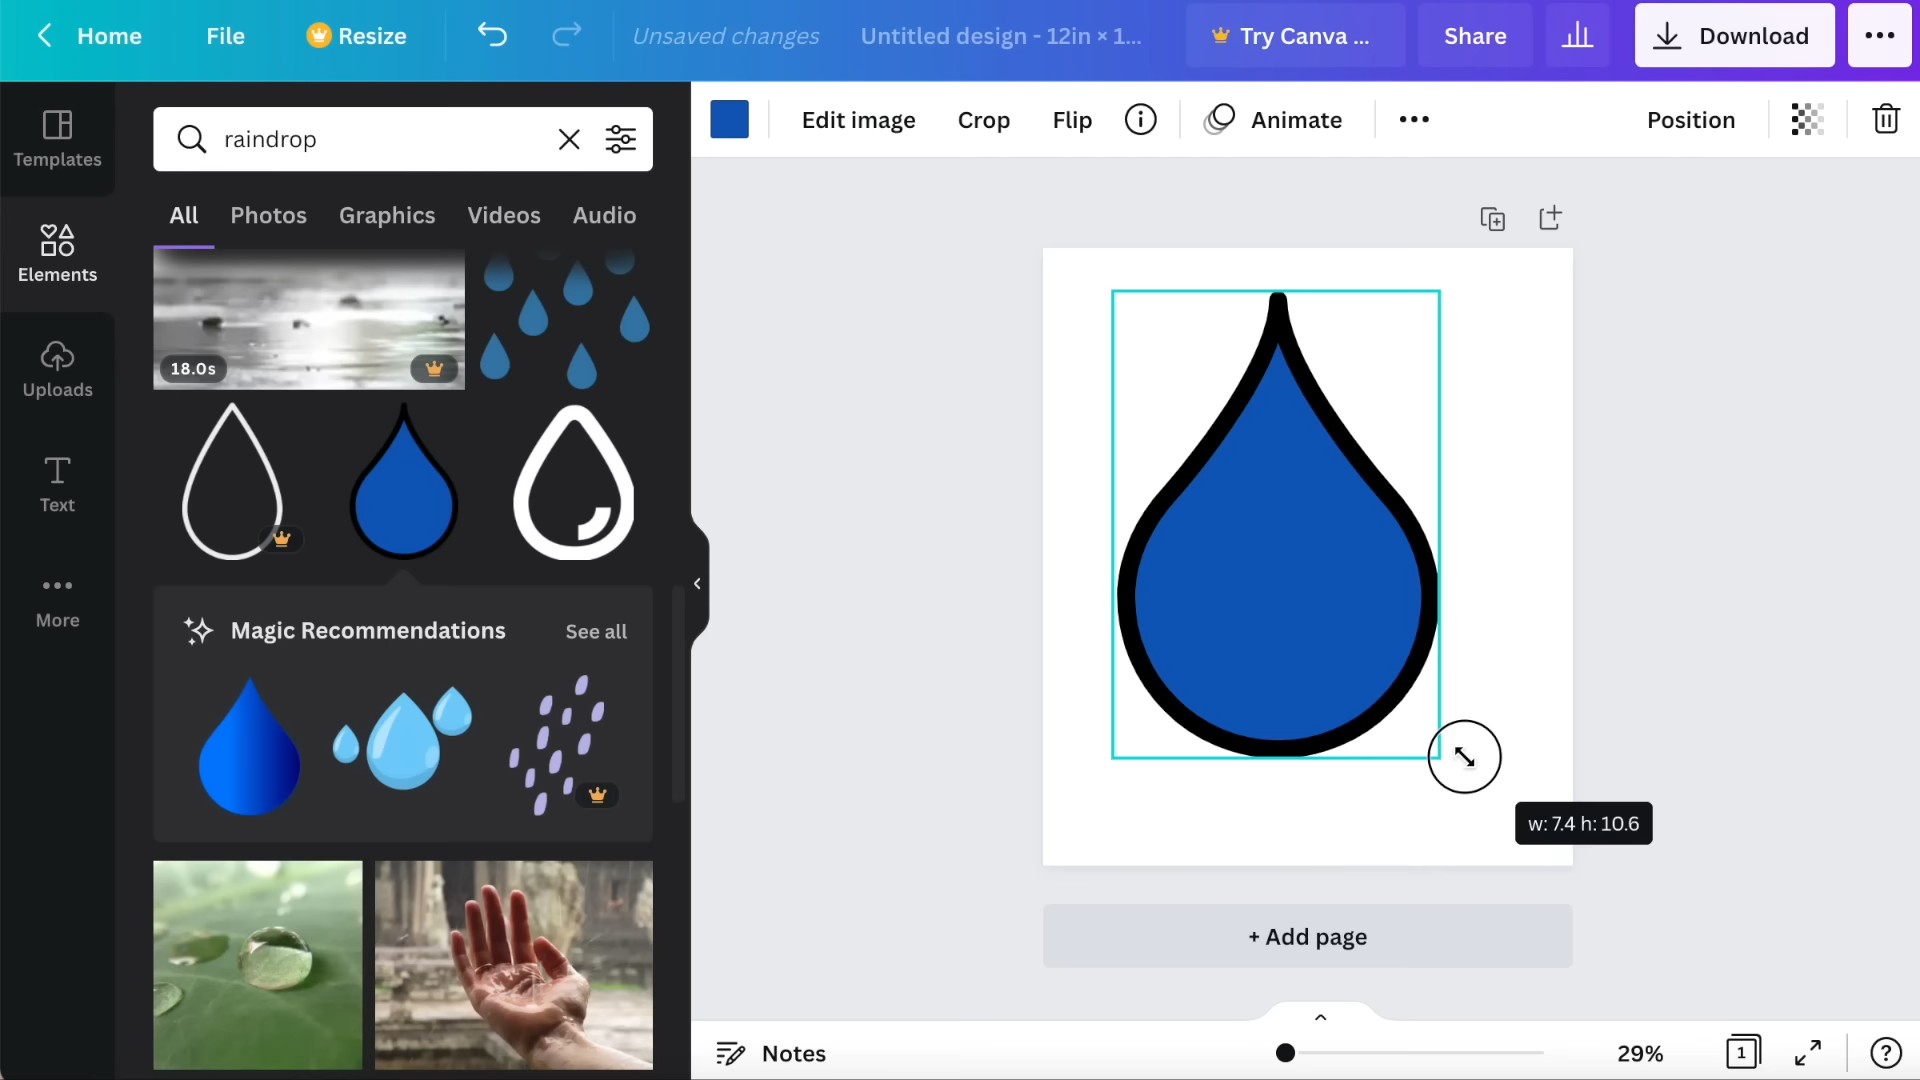 Home
File
Resize
Unsaved changes
Untitled design - 12in × 1...
Try Canva ...
Share
Download
Templates
Elements
Uploads
Text
More
raindrop
All
Photos
Graphics
Videos
Audio
18.0s
Magic Recommendations
See all
Edit image
Crop
Flip
Animate
Position
w: 7.4 h: 10.6
+ Add page
Notes
29%
1